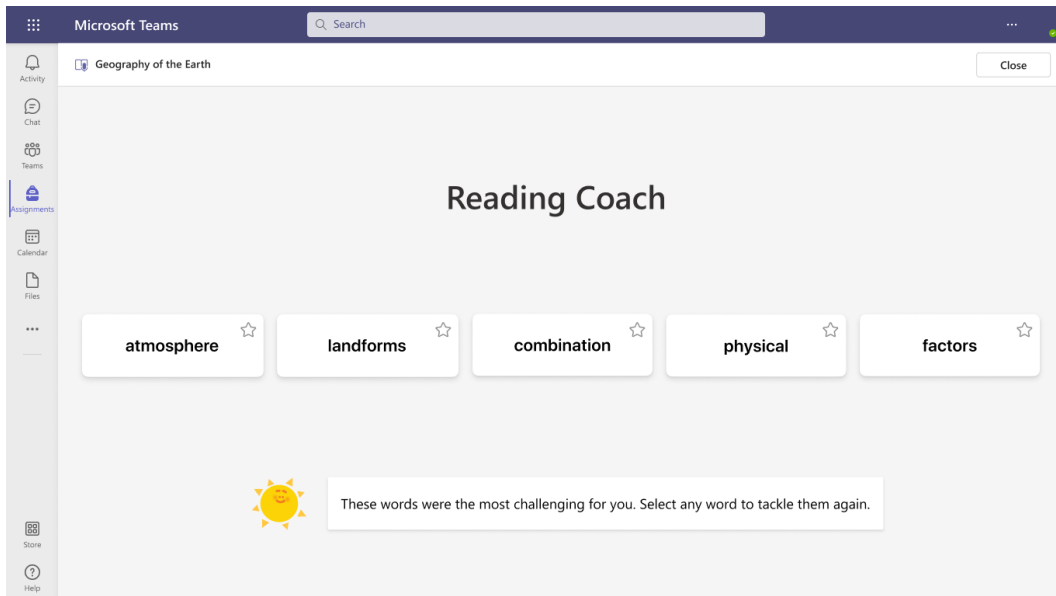 Microsoft Teams
Search
...
Activity
Chat
Teams
Assignments
Calendar
Files
...
Store
Help
Geography of the Earth
Close
Reading Coach
atmosphere
landforms
combination
physical
factors
These words were the most challenging for you. Select any word to tackle them again.